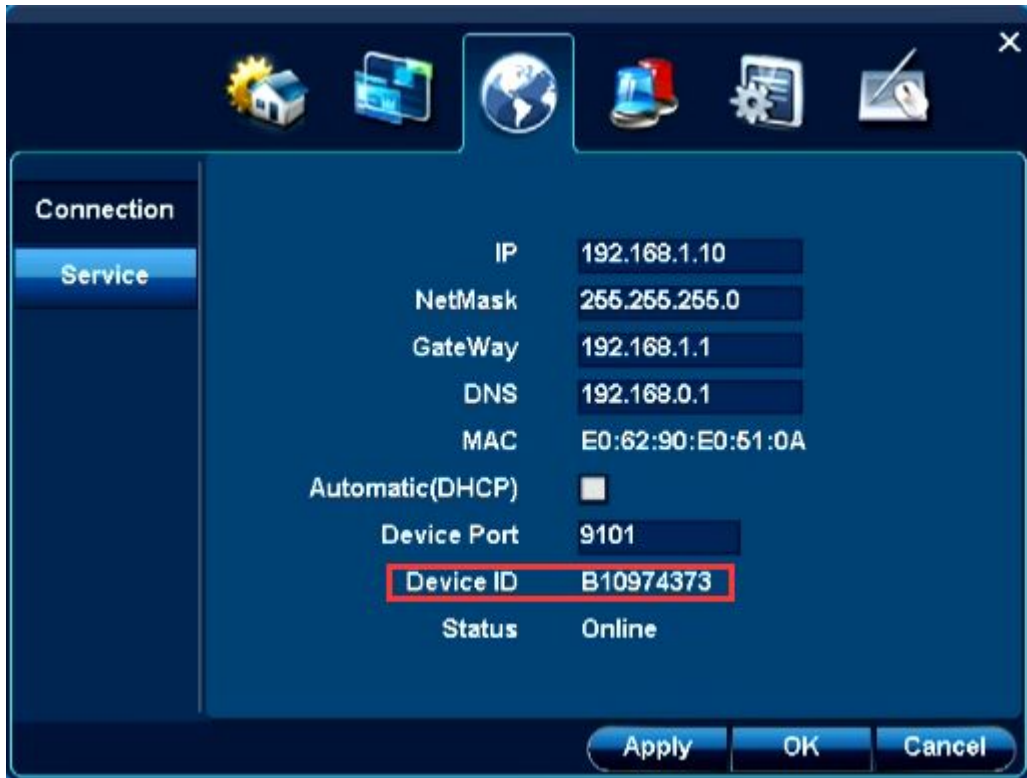 Connection
Service
IP 192.168.1.10
NetMask 255.255.255.0
GateWay 192.168.1.1
DNS 192.168.0.1
MAC E0:62:90:E0:51:0A
Automatic(DHCP)
Device Port 9101
Device ID B10974373
Status Online
Apply OK Cancel